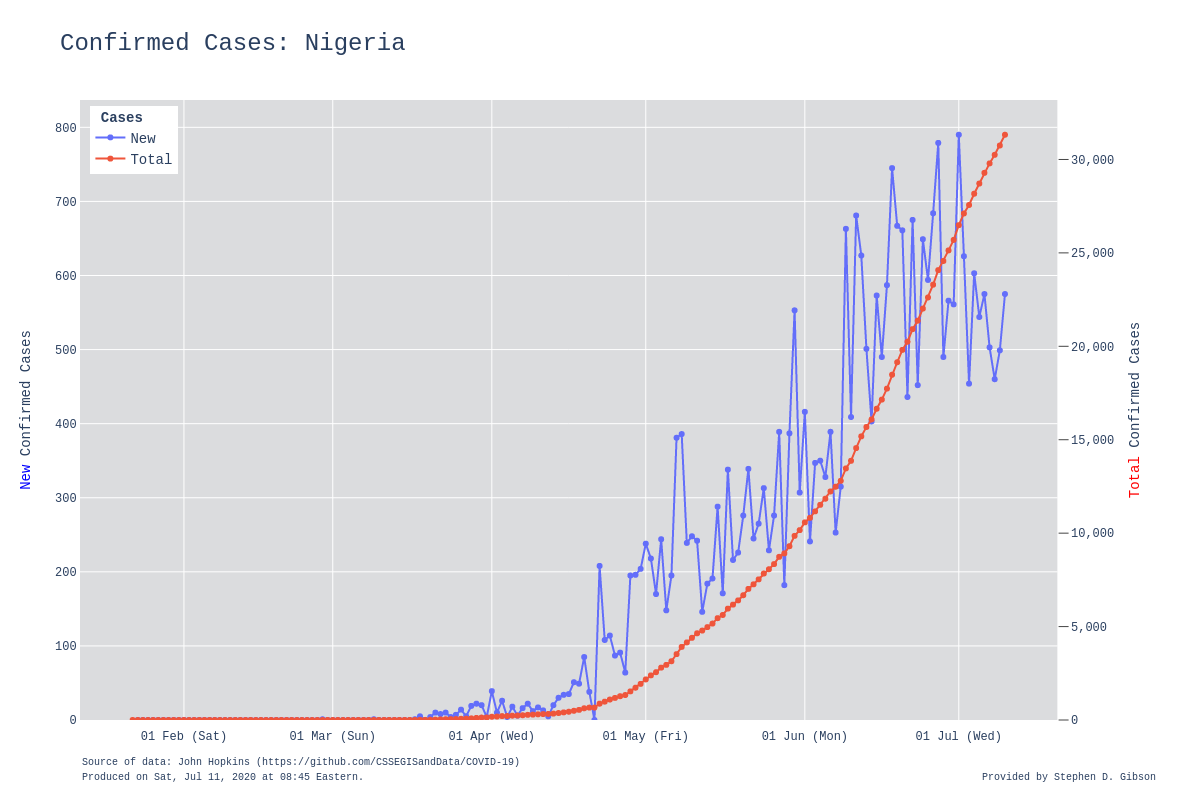 Confirmed Cases: Nigeria
Cases
New
Total
800
700
600
500
400
300
200
100
0
New Confirmed Cases
30,000
25,000
20,000
15,000
10,000
5,000
0
Total Confirmed Cases
01 Feb (Sat) 01 Mar (Sun) 01 Apr (Wed) 01 May (Fri) 01 Jun (Mon) 01 Jul (Wed)
Source of data: John Hopkins (https://github.com/CSSEGISandData/COVID-19)
Produced on Sat, Jul 11, 2020 at 08:45 Eastern.
Provided by Stephen D. Gibson